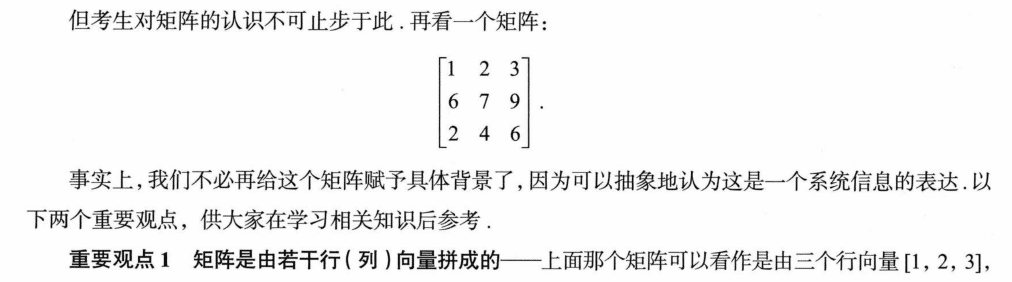 但考生对矩阵的认识不可止步于此.再看一个矩阵:
1 2 3
6 7 9
2 4 6 .
事实上,我们不必再给这个矩阵赋予具体背景了,因为可以抽象地认为这是一个系统信息的表达.以
下两个重要观点,供大家在学习相关知识后参考.
重要观点1 矩阵是由若干行(列)向量拼成的——上面那个矩阵可以看作是由三个行向量[1, 2, 3],